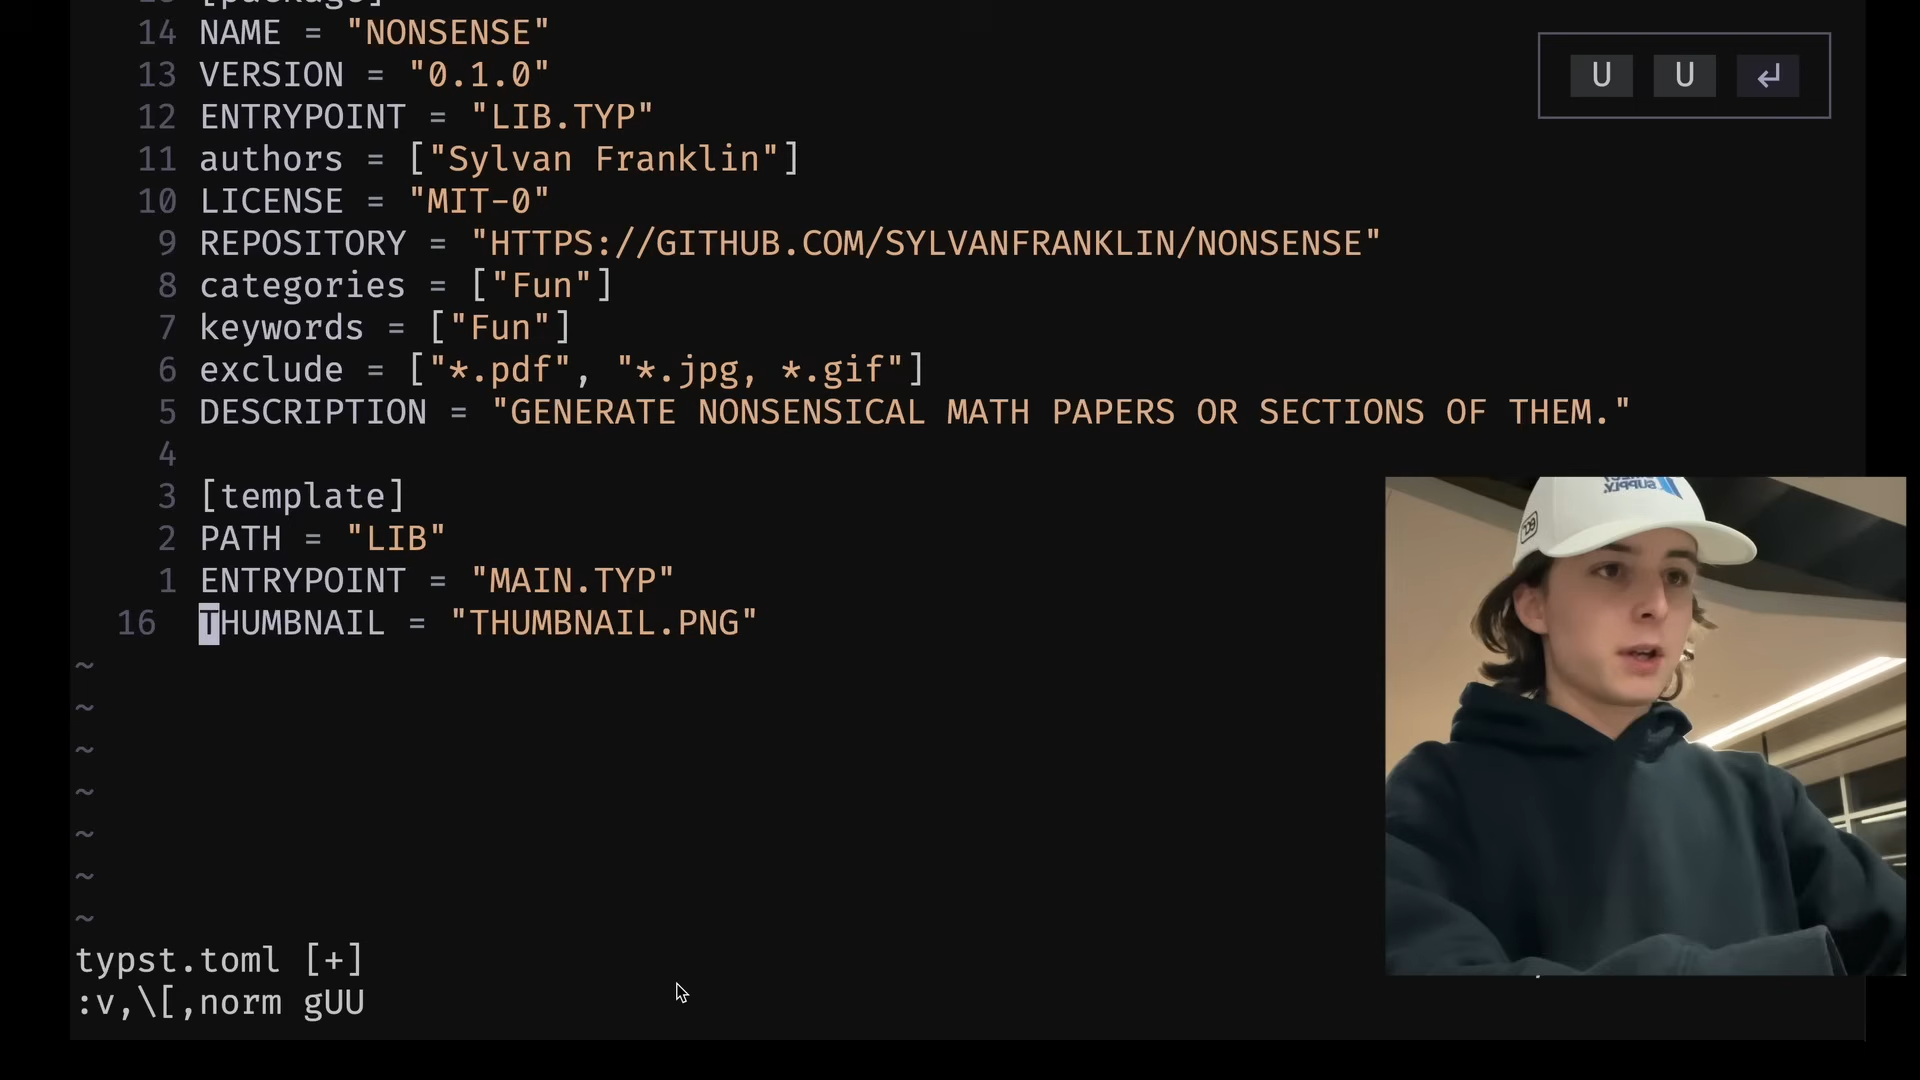 [package]
14 NAME = "NONSENSE"
13 VERSION = "0.1.0"
12 ENTRYPOINT = "LIB.TYP"
11 authors = ["Sylvan Franklin"]
10 LICENSE = "MIT-0"
9 REPOSITORY = "HTTPS://GITHUB.COM/SYLVANFRANKLIN/NONSENSE"
8 categories = ["Fun"]
7 keywords = ["Fun"]
6 exclude = ["*.pdf", "*.jpg, *.gif"]
5 DESCRIPTION = "GENERATE NONSENSICAL MATH PAPERS OR SECTIONS OF THEM."
4
3 [template]
2 PATH = "LIB"
1 ENTRYPOINT = "MAIN.TYP"
16 THUMBNAIL = "THUMBNAIL.PNG"
~
~
~
~
~
~
~
typst.toml [+]
:v,\[,norm gUU
U U ↵
SUPPLY.